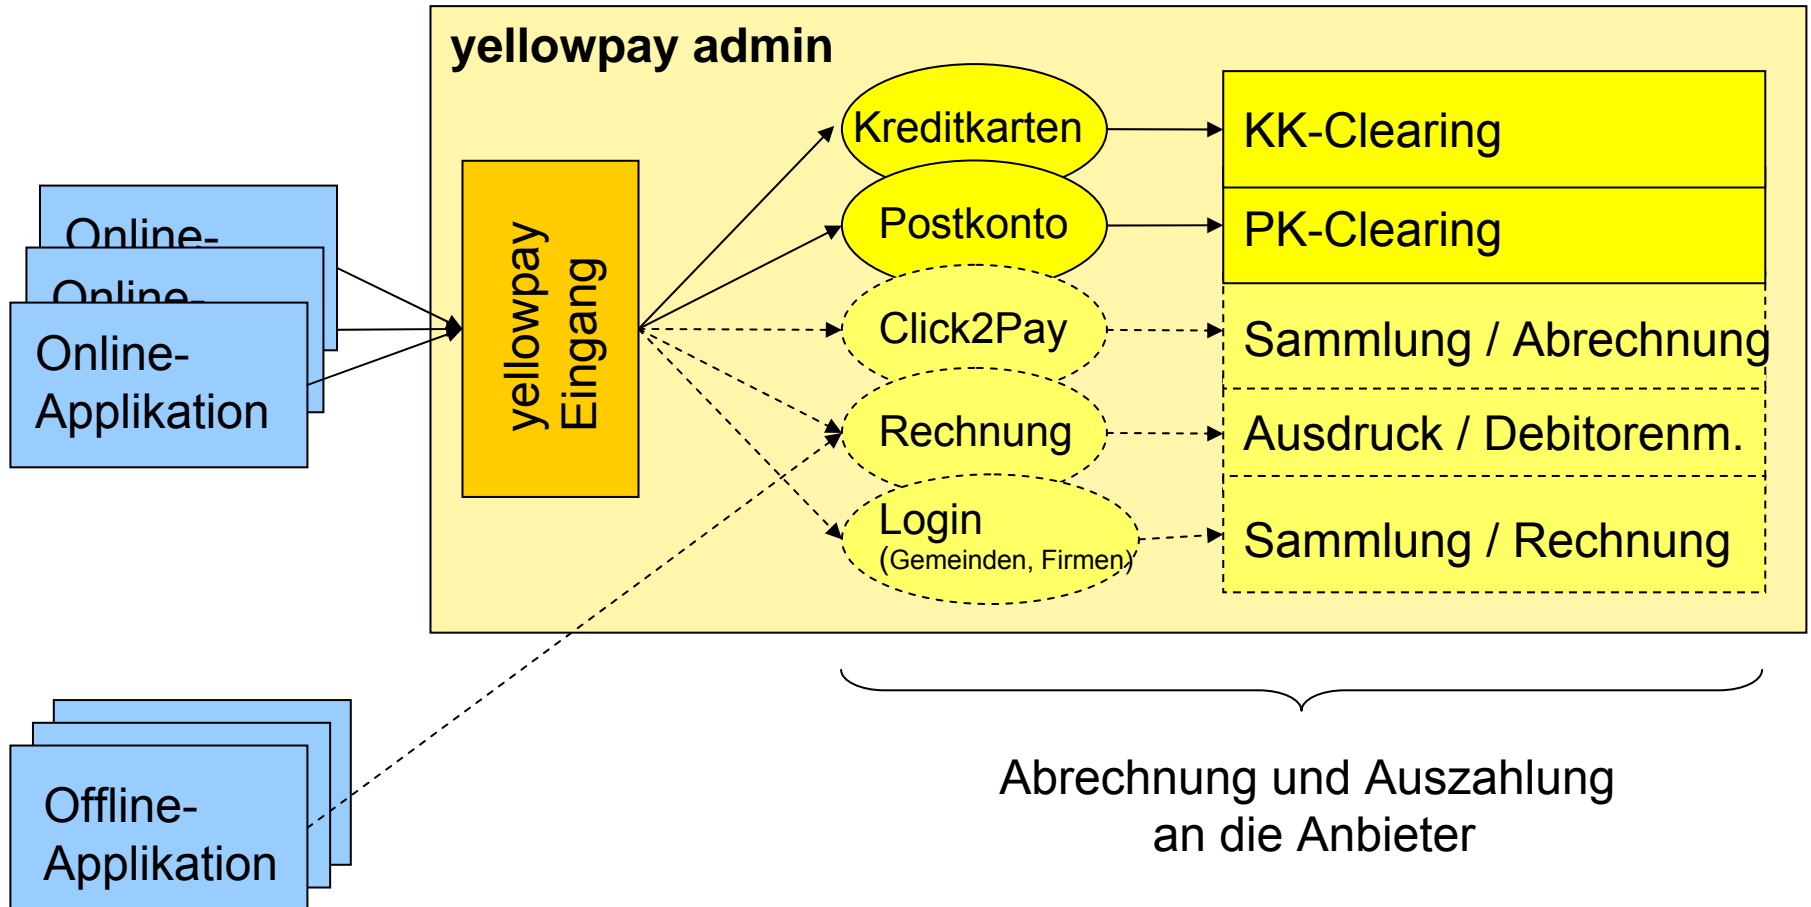 yellowpay admin
Kreditkarten
KK-Clearing
Postkonto
PK-Clearing
Click2Pay
Sammlung / Abrechnung
Rechnung
Ausdruck / Debitorenm.
Login
(Gemeinden, Firmen)
Sammlung / Rechnung
yellowpay
Eingang
Online-
Online-
Online-
Applikation
Offline-
Applikation
Abrechnung und Auszahlung
an die Anbieter